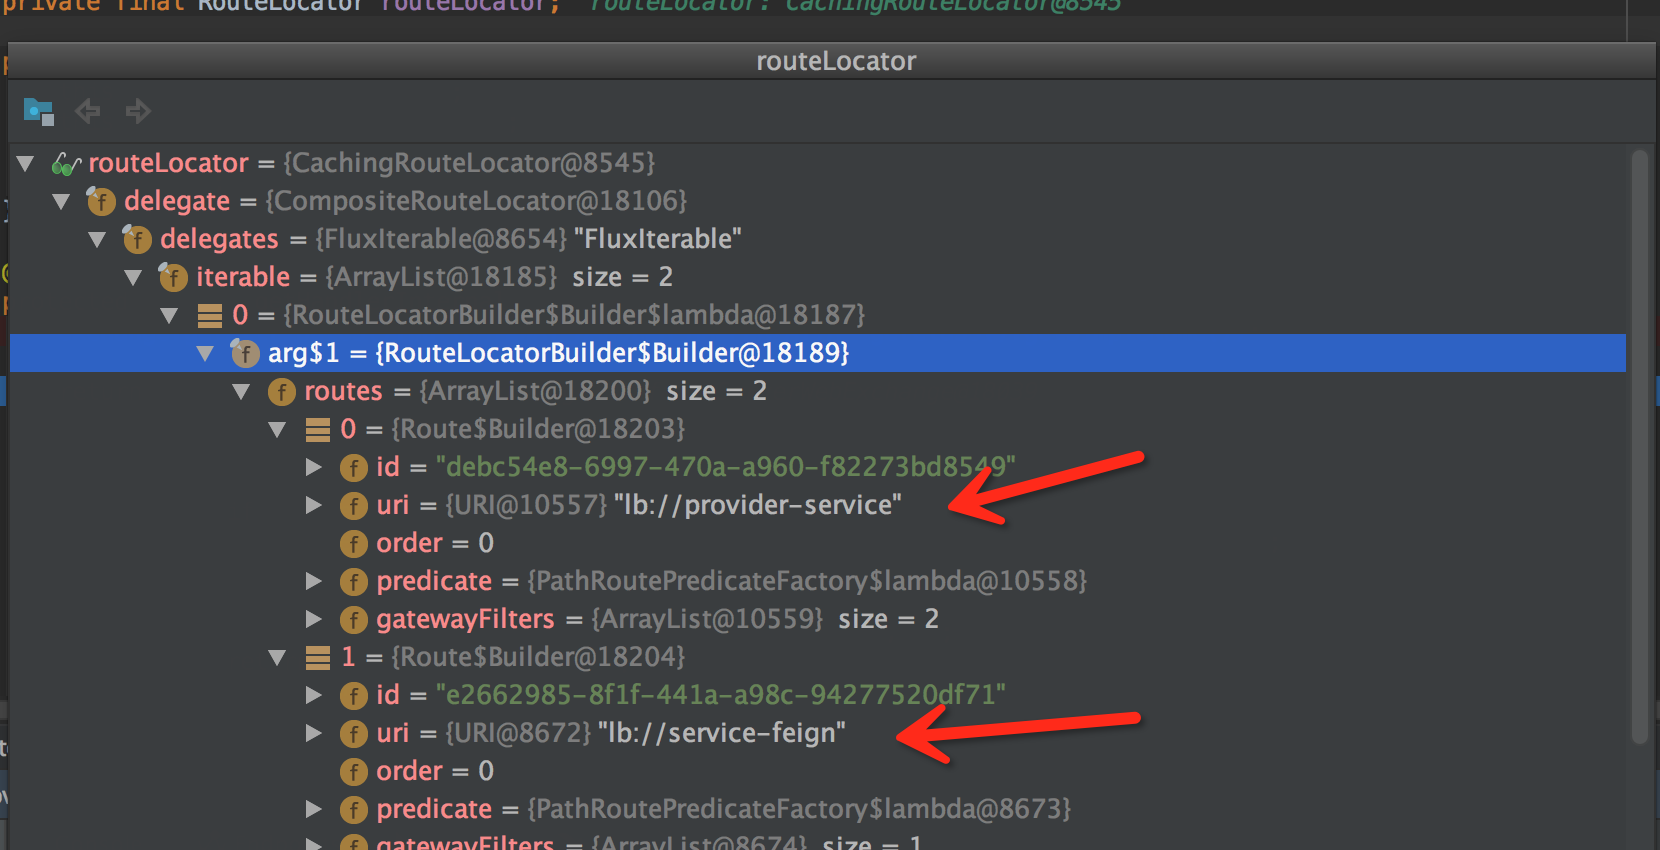 private final RouteLocator routeLocator; routeLocator: CachingRouteLocator@8545
routeLocator
routeLocator = {CachingRouteLocator@8545}
f delegate = {CompositeRouteLocator@18106}
f delegates = {FluxIterable@8654} "FluxIterable"
f iterable = {ArrayList@18185} size = 2
0 = {RouteLocatorBuilder$Builder$lambda@18187}
f arg$1 = {RouteLocatorBuilder$Builder@18189}
f routes = {ArrayList@18200} size = 2
0 = {Route$Builder@18203}
f id = "debc54e8-6997-470a-a960-f82273bd8549"
f uri = {URI@10557} "lb://provider-service"
f order = 0
f predicate = {PathRoutePredicateFactory$lambda@10558}
f gatewayFilters = {ArrayList@10559} size = 2
1 = {Route$Builder@18204}
f id = "e2662985-8f1f-441a-a98c-94277520df71"
f uri = {URI@8672} "lb://service-feign"
f order = 0
f predicate = {PathRoutePredicateFactory$lambda@8673}
f gatewayFilters = {ArrayList@8674} size = 1